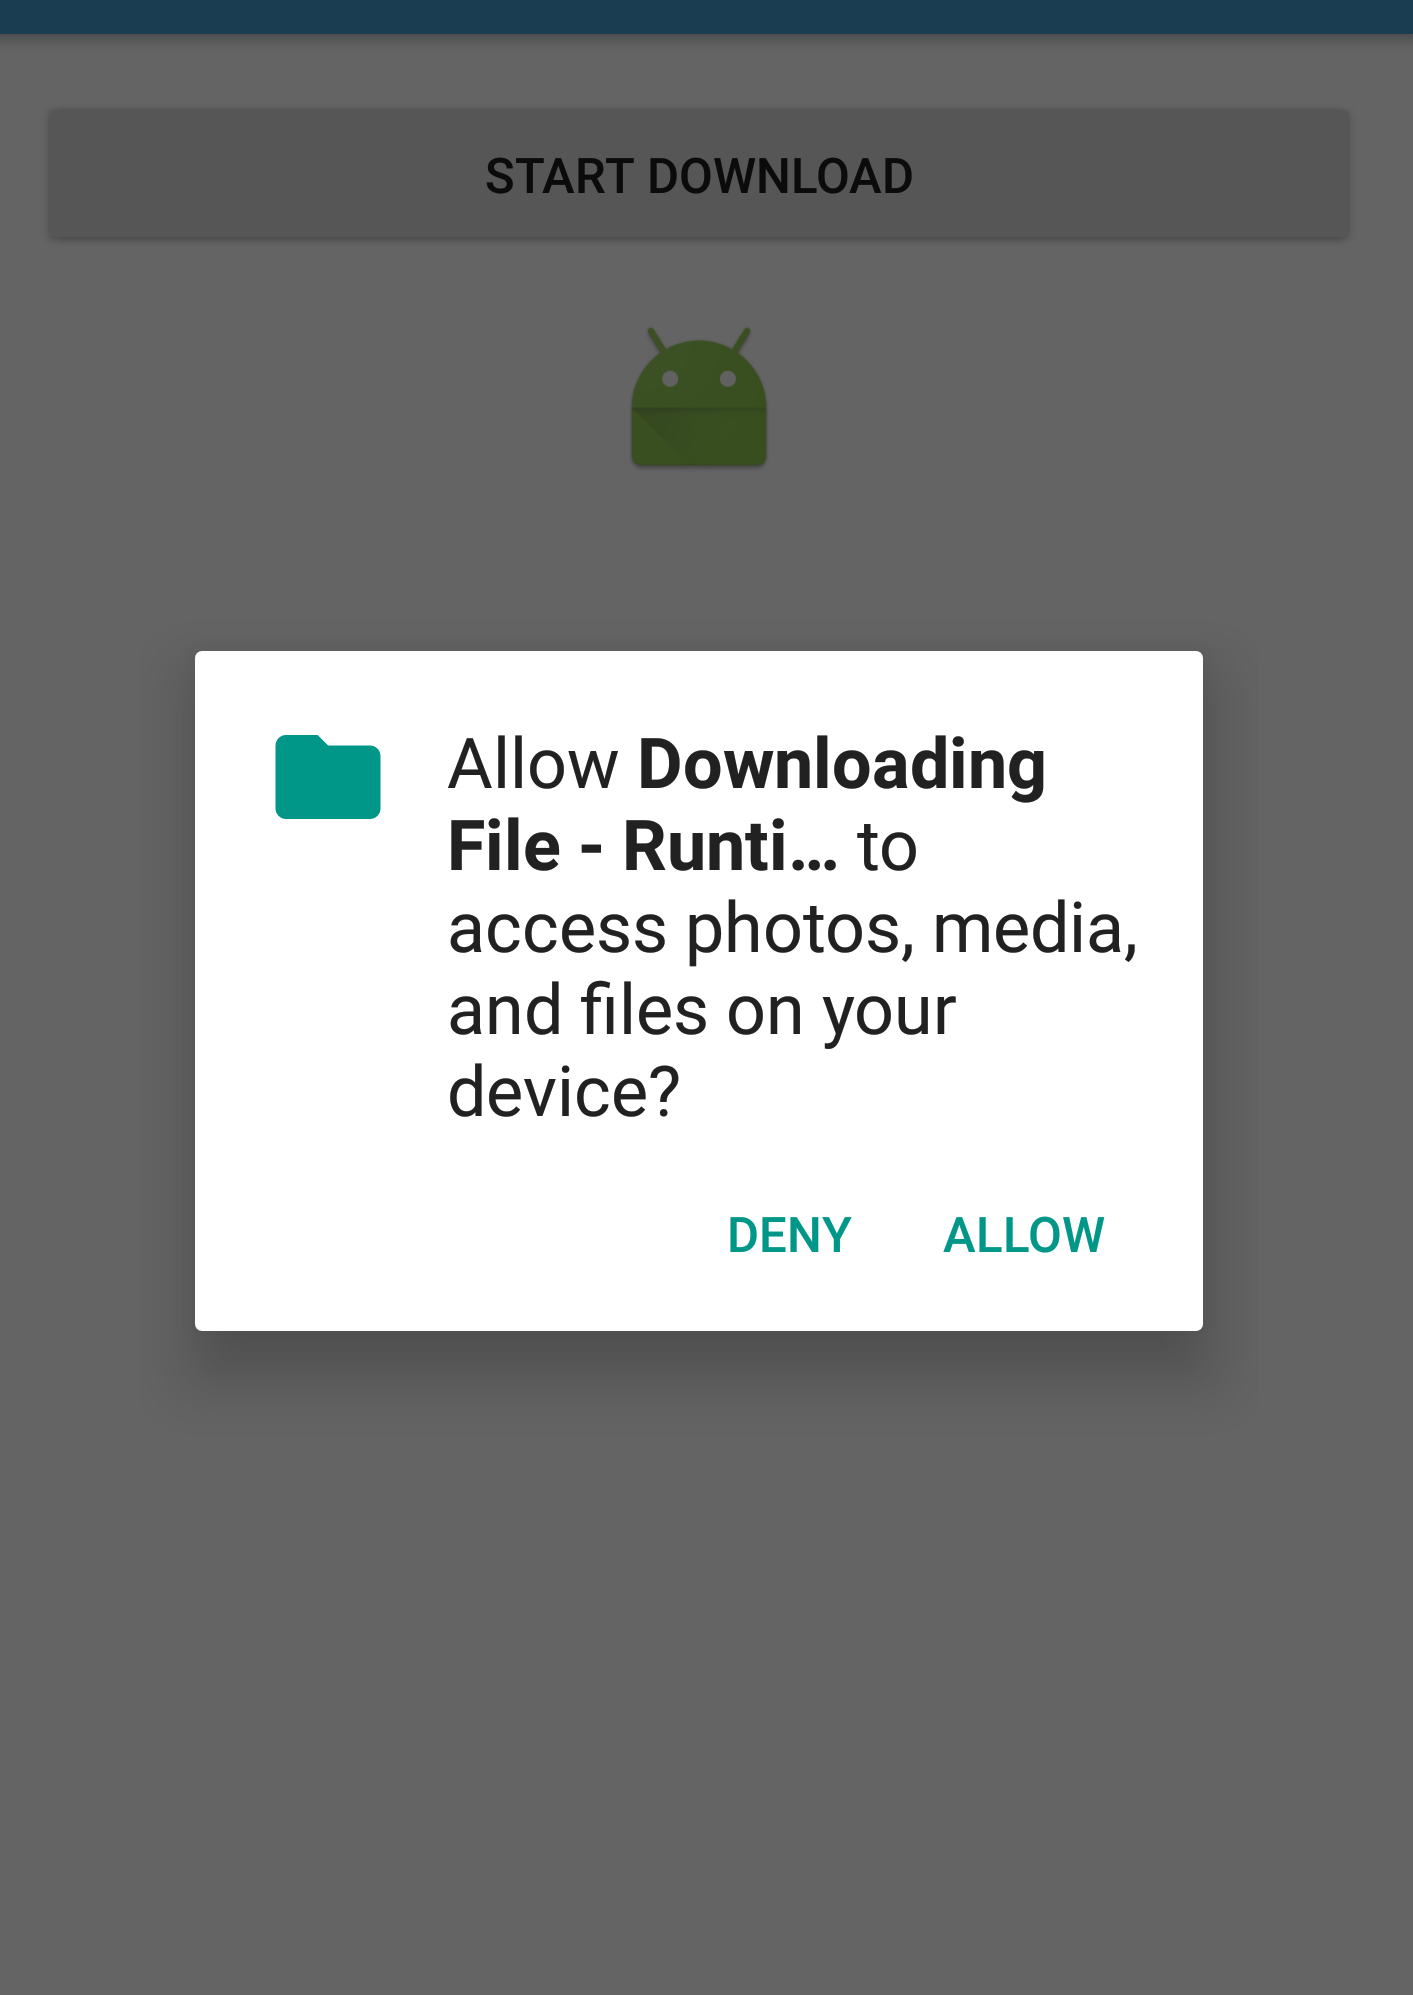 START DOWNLOAD
Allow Downloading
File - Runti... to
access photos, media,
and files on your
device?
DENY ALLOW